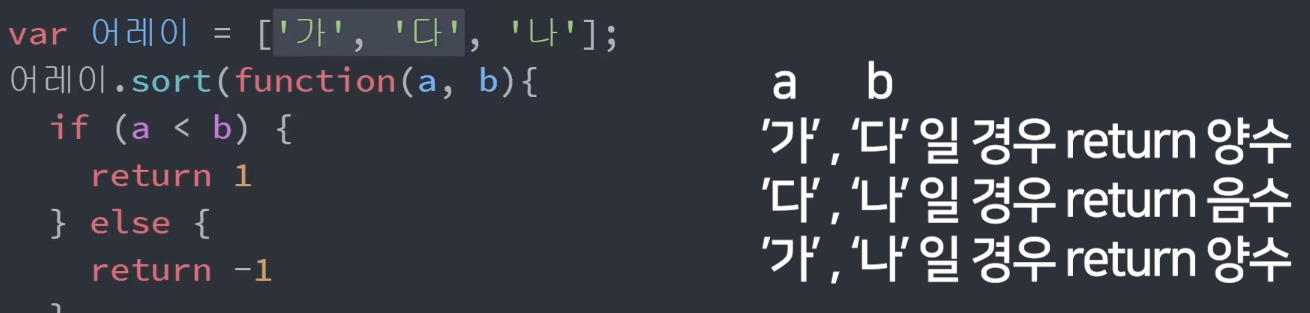 var 어레이 = ['가', '다', '나'];
어레이.sort(function(a, b){
  if (a < b) {
    return 1
  } else {
    return -1
  }
a b
'가' , '다' 일 경우 return 양수
'다' , '나' 일 경우 return 음수
'가' , '나' 일 경우 return 양수